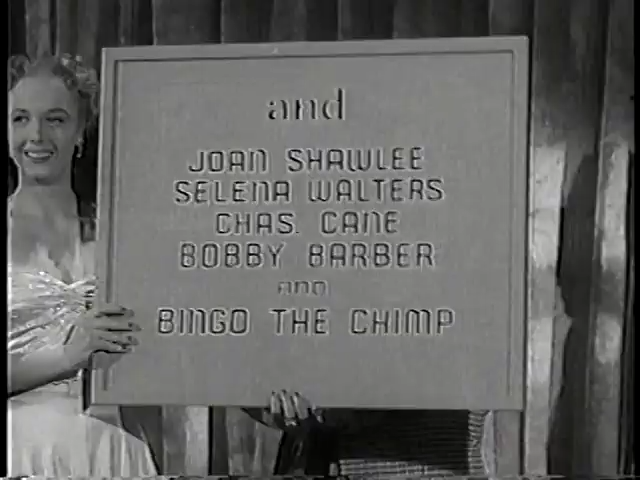 and
JOAN SHAWLEE
SELENA WALTERS
CHAS. CANE
BOBBY BARBER
AND
BINGO THE CHIMP